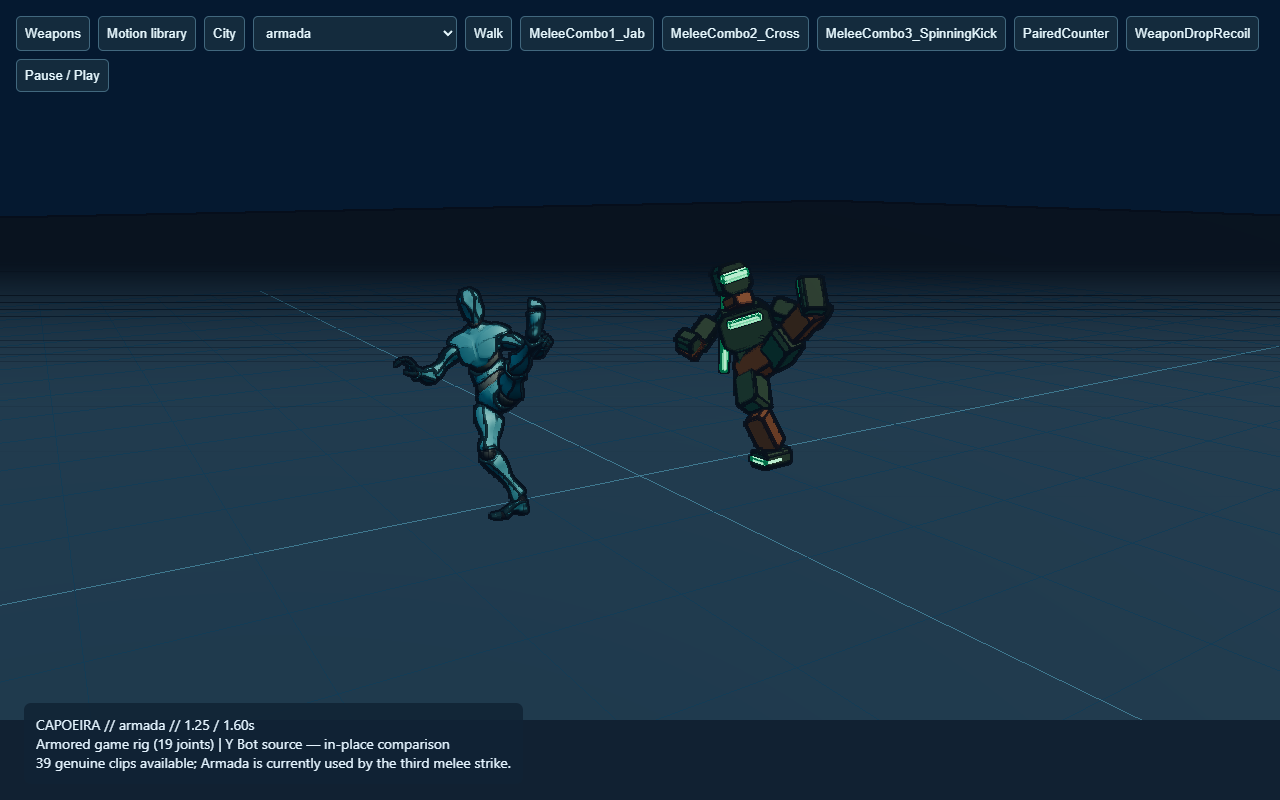 Weapons Motion library City armada Walk MeleeCombo1_Jab MeleeCombo2_Cross MeleeCombo3_SpinningKick PairedCounter WeaponDropRecoil
Pause / Play
CAPOEIRA // armada // 1.25 / 1.60s
Armored game rig (19 joints) | Y Bot source — in-place comparison
39 genuine clips available; Armada is currently used by the third melee strike.